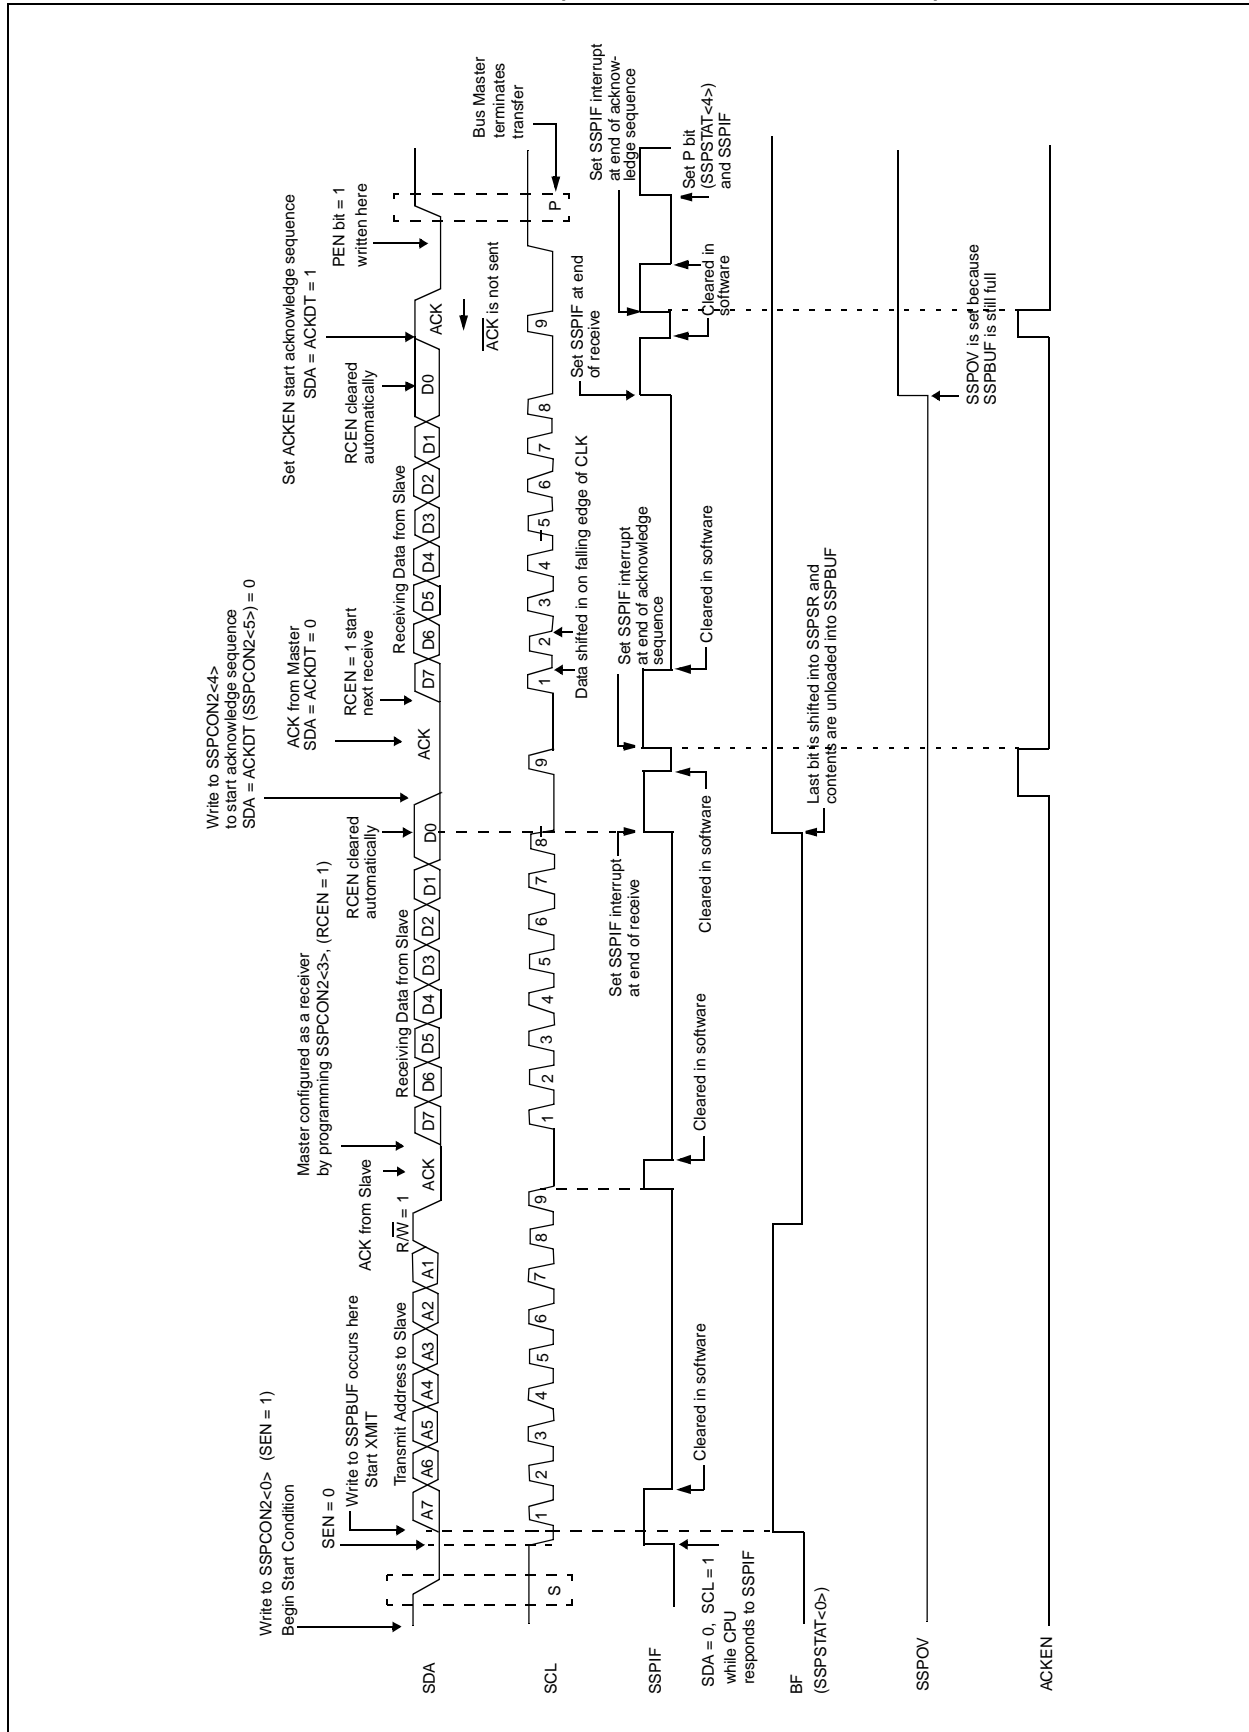 Write to SSPCON2<0>  (SEN = 1)
Begin Start Condition
SEN = 0
Write to SSPBUF occurs here
Start XMIT
Transmit Address to Slave
R/W = 1
ACK from Slave
Master configured as a receiver
by programming SSPCON2<3>, (RCEN = 1)
Receiving Data from Slave
RCEN cleared
automatically
Write to SSPCON2<4>
to start acknowledge sequence
SDA = ACKDT (SSPCON2<5>) = 0
ACK from Master
SDA = ACKDT = 0
RCEN = 1 start
next receive
Receiving Data from Slave
RCEN cleared
automatically
Set ACKEN start acknowledge sequence
SDA = ACKDT = 1
PEN bit = 1
written here
SDA
A7 A6 A5 A4 A3 A2 A1 ACK D7 D6 D5 D4 D3 D2 D1 D0 ACK D7 D6 D5 D4 D3 D2 D1 D0 ACK
ACK is not sent
Bus Master
terminates
transfer
SCL
S 1 2 3 4 5 6 7 8 9 1 2 3 4 5 6 7 8 9 1 2 3 4 5 6 7 8 9 P
Data shifted in on falling edge of CLK
Set SSPIF at end
of receive
Set SSPIF interrupt
at end of acknow-
ledge sequence
Set SSPIF interrupt
at end of receive
Set SSPIF interrupt
at end of acknowledge
sequence
SSPIF
SDA = 0,  SCL = 1
while CPU
responds to SSPIF
Cleared in software
Cleared in software
Cleared in software
Cleared in software
Cleared in
software
Set P bit
(SSPSTAT<4>)
and SSPIF
BF
(SSPSTAT<0>)
Last bit is shifted into SSPSR and
contents are unloaded into SSPBUF
SSPOV
SSPOV is set because
SSPBUF is still full
ACKEN